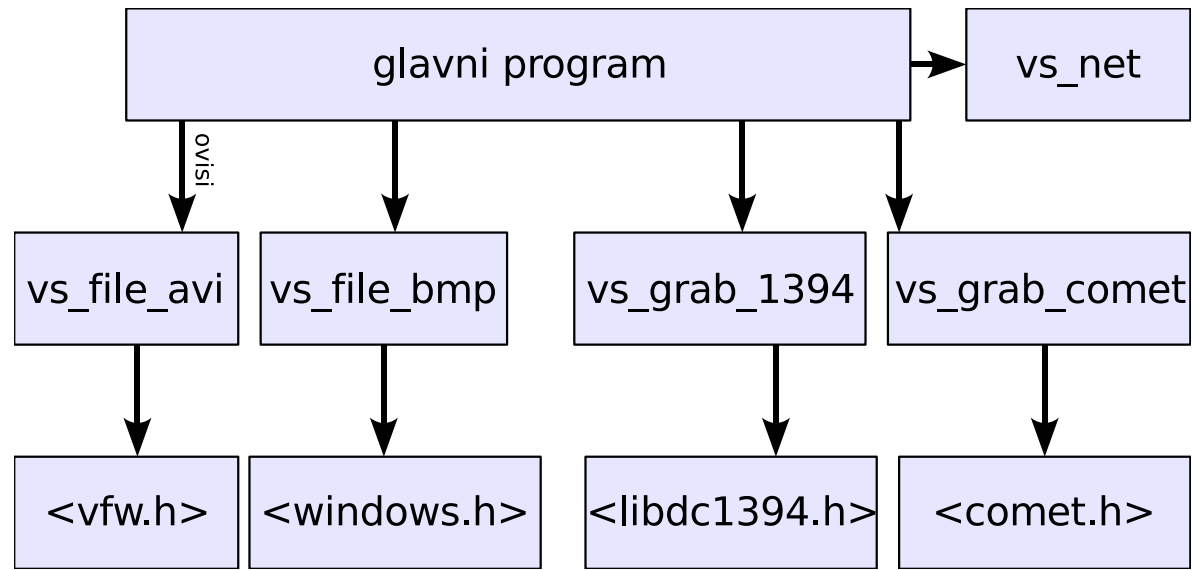 glavni program
vs_net
ovisi
vs_file_avi
vs_file_bmp
vs_grab_1394
vs_grab_comet
<vfw.h>
<windows.h>
<libdc1394.h>
<comet.h>